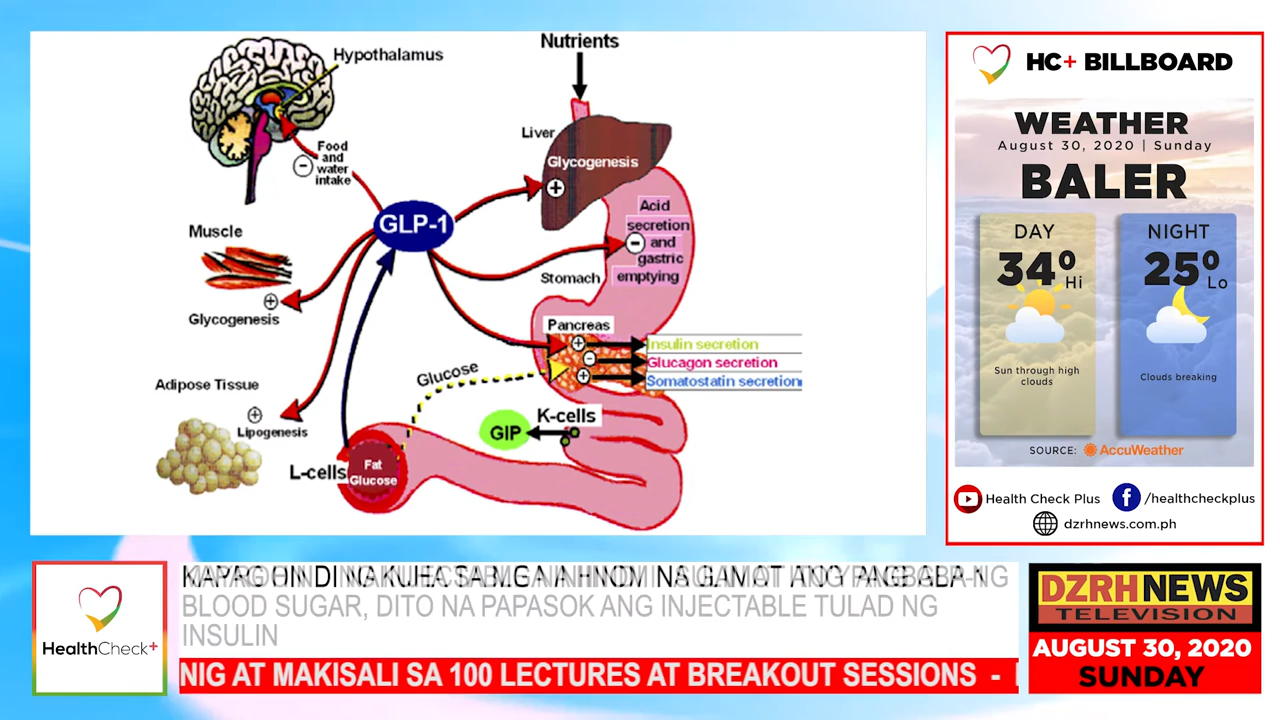 Hypothalamus
Nutrients
Liver
Food
and
water
intake
Glycogenesis
GLP-1
Acid
secretion
and
gastric
emptying
Muscle
Stomach
Glycogenesis
Pancreas
Insulin secretion
Glucagon secretion
Somatostatin secretion
Glucose
Adipose Tissue
Lipogenesis
K-cells
GIP
L-cells
Fat
Glucose
HC+ BILLBOARD
WEATHER
August 30, 2020 | Sunday
BALER
DAY
34° Hi
Sun through high
clouds
NIGHT
25° Lo
Clouds breaking
SOURCE: AccuWeather
Health Check Plus
/healthcheckplus
dzrhnews.com.ph
HealthCheck+
BLOOD SUGAR, DITO NA PAPASOK ANG INJECTABLE TULAD NG
INSULIN
NIG AT MAKISALI SA 100 LECTURES AT BREAKOUT SESSIONS -
DZRH NEWS
TELEVISION
AUGUST 30, 2020
SUNDAY